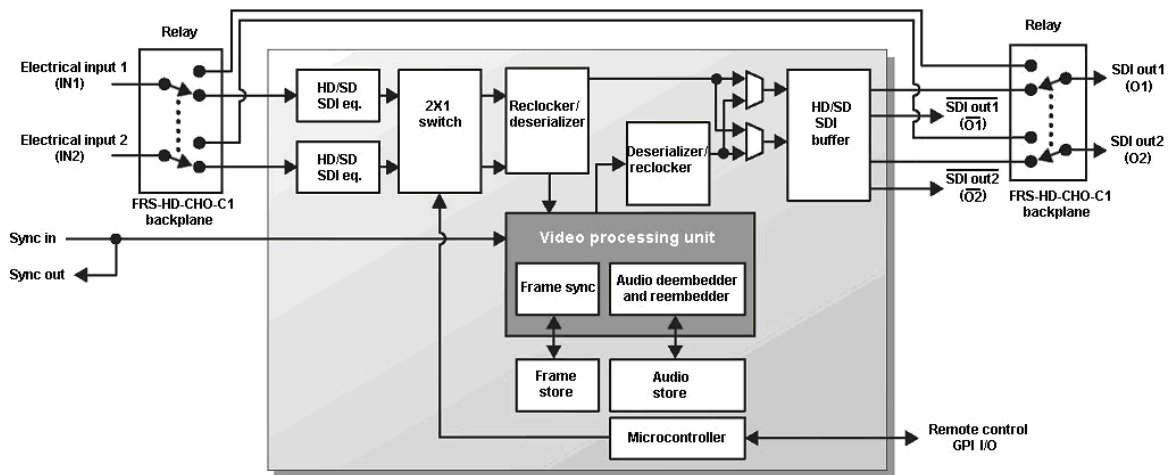 Relay
Electrical input 1
(IN1)
Electrical input 2
(IN2)
FRS-HD-CHO-C1
backplane
Sync in
Sync out
HD/SD
SDI eq.
HD/SD
SDI eq.
2X1
switch
Reclocker/
deserializer
Deserializer/
reclocker
HD/SD
SDI
buffer
Video processing unit
Frame sync
Audio deembedder
and reembedder
Frame
store
Audio
store
Microcontroller
Relay
SDI out1
(O1)
SDI out1
(O1)
SDI out2
(O2)
SDI out2
(O2)
FRS-HD-CHO-C1
backplane
Remote control
GPI I/O